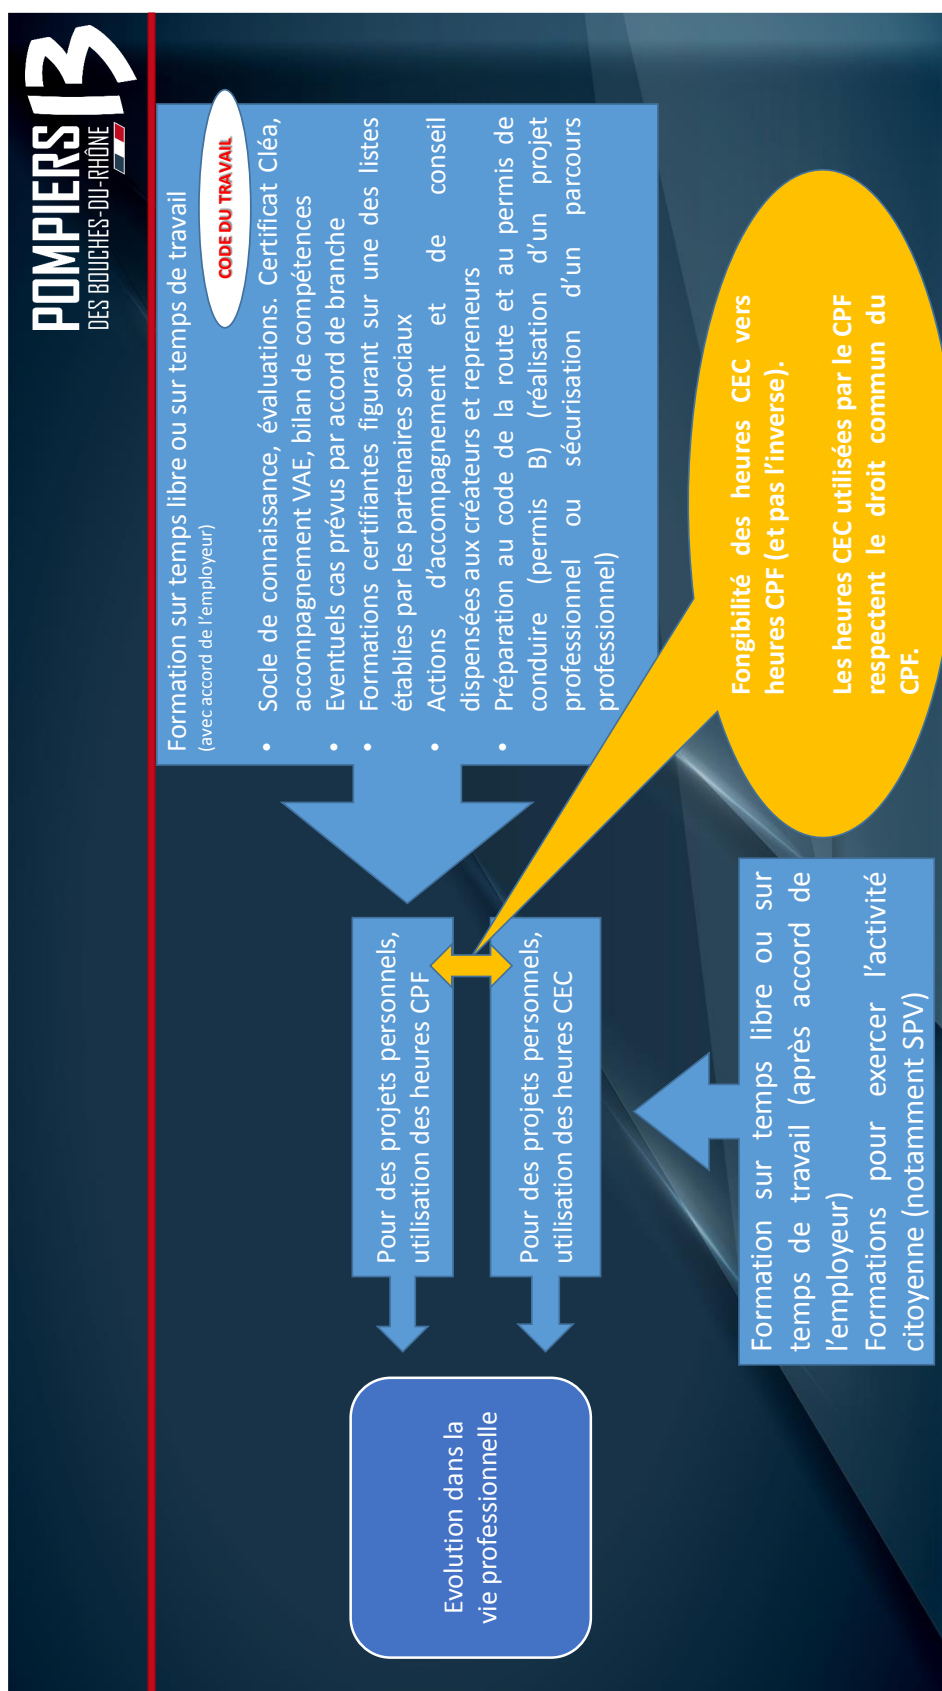 POMPIERS 13
DES BOUCHES-DU-RHÔNE
Formation sur temps libre ou sur temps de travail
(avec accord de l'employeur)
CODE DU TRAVAIL
• Socle de connaissance, évaluations. Certificat Cléa,
accompagnement VAE, bilan de compétences
• Eventuels cas prévus par accord de branche
• Formations certifiantes figurant sur une des listes
établies par les partenaires sociaux
• Actions d'accompagnement et de conseil
dispensées aux créateurs et repreneurs
• Préparation au code de la route et au permis de
conduire (permis B) (réalisation d'un projet
professionnel ou sécurisation d'un parcours
professionnel)
Pour des projets personnels,
utilisation des heures CPF
Pour des projets personnels,
utilisation des heures CEC
Evolution dans la
vie professionnelle
Fongibilité des heures CEC vers
heures CPF (et pas l'inverse).
Les heures CEC utilisées par le CPF
respectent le droit commun du
CPF.
Formation sur temps libre ou sur
temps de travail (après accord de
l'employeur)
Formations pour exercer l'activité
citoyenne (notamment SPV)